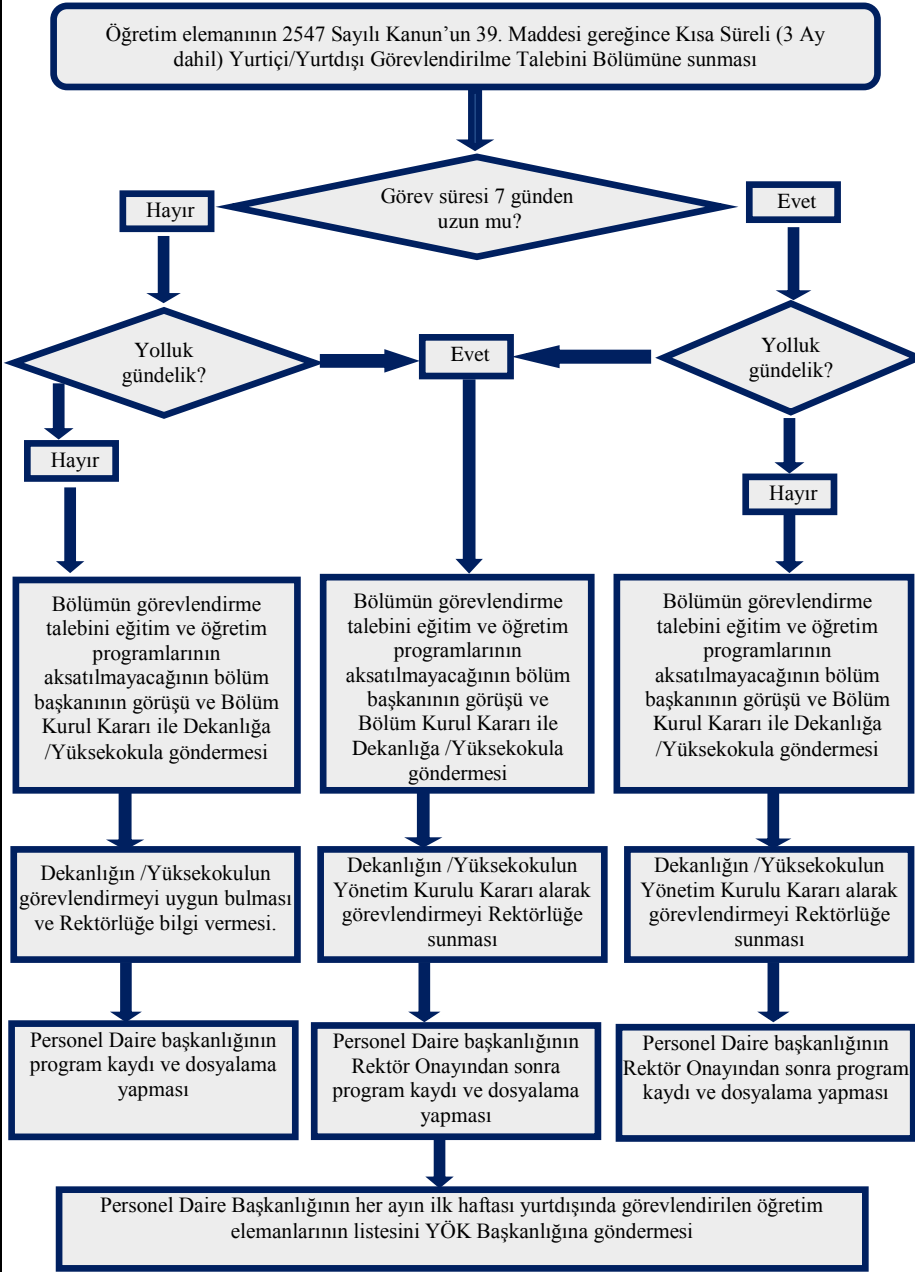 Öğretim elemanının 2547 Sayılı Kanun’un 39. Maddesi gereğince Kısa Süreli (3 Ay
dahil) Yurtiçi/Yurtdışı Görevlendirilme Talebini Bölümüne sunması
Görev süresi 7 günden
uzun mu?
Hayır
Evet
Yolluk
gündelik?
Evet
Yolluk
gündelik?
Hayır
Hayır
Bölümün görevlendirme
talebini eğitim ve öğretim
programlarının
aksatılmayacağının bölüm
başkanının görüşü ve Bölüm
Kurul Kararı ile Dekanlığa
/Yüksekokula göndermesi
Bölümün görevlendirme
talebini eğitim ve öğretim
programlarının
aksatılmayacağının bölüm
başkanının görüşü ve
Bölüm Kurul Kararı ile
Dekanlığa /Yüksekokula
göndermesi
Bölümün görevlendirme
talebini eğitim ve öğretim
programlarının
aksatılmayacağının bölüm
başkanının görüşü ve Bölüm
Kurul Kararı ile Dekanlığa
/Yüksekokula göndermesi
Dekanlığın /Yüksekokulun
görevlendirmeyi uygun bulması
ve Rektörlüğe bilgi vermesi.
Dekanlığın /Yüksekokulun
Yönetim Kurulu Kararı alarak
görevlendirmeyi Rektörlüğe
sunması
Dekanlığın /Yüksekokulun
Yönetim Kurulu Kararı alarak
görevlendirmeyi Rektörlüğe
sunması
Personel Daire başkanlığının
program kaydı ve dosyalama
yapması
Personel Daire başkanlığının
Rektör Onayından sonra
program kaydı ve dosyalama
yapması
Personel Daire başkanlığının
Rektör Onayından sonra program
kaydı ve dosyalama yapması
Personel Daire Başkanlığının her ayın ilk haftası yurtdışında görevlendirilen öğretim
elemanlarının listesini YÖK Başkanlığına göndermesi